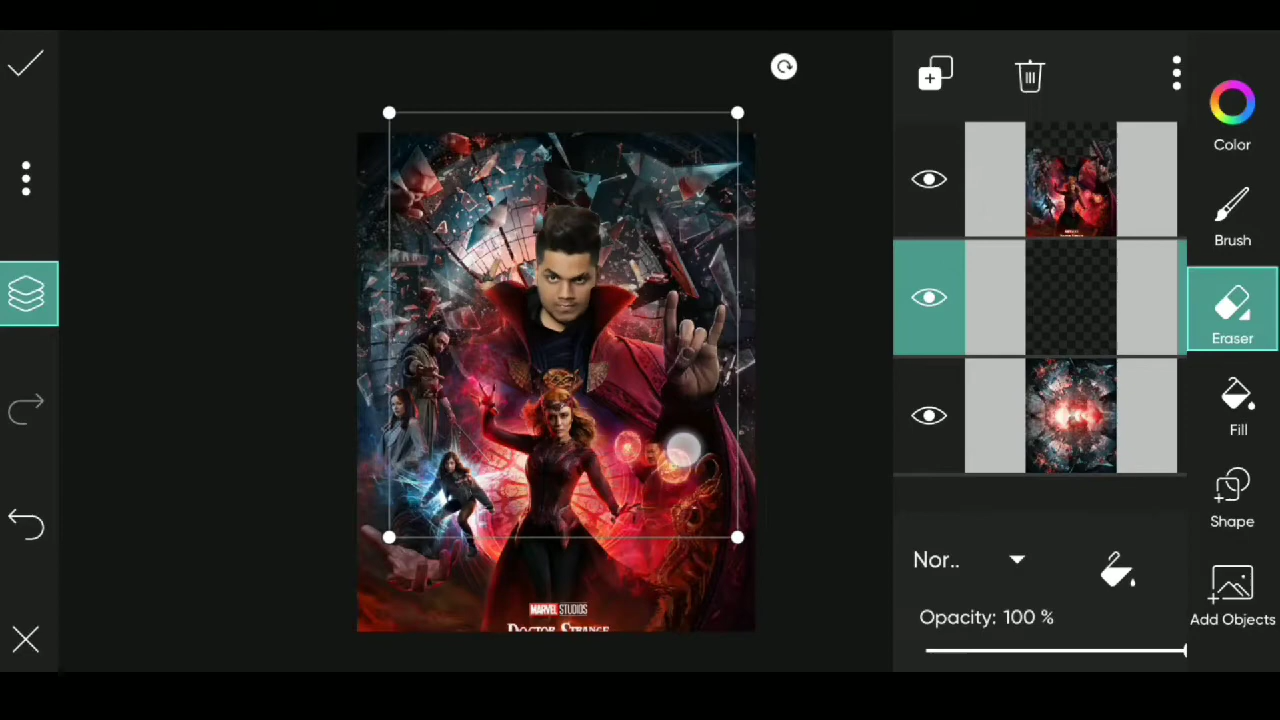 Color
Brush
Eraser
Fill
Shape
Add Objects
Nor..
Opacity: 100 %
MARVEL STUDIOS
DOCTOR STRANGE